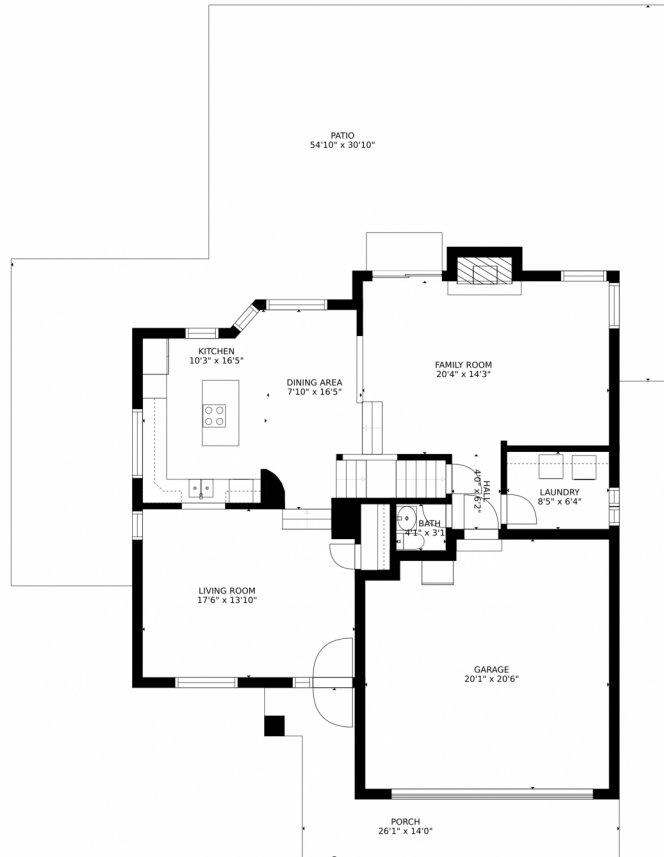 PATIO
54'10" x 30'10"
KITCHEN
10'3" x 16'5"
DINING AREA
7'10" x 16'5"
FAMILY ROOM
20'4" x 14'3"
HALL
4'0" x 6'2"
LAUNDRY
8'5" x 6'4"
BATH
4'1" x 3'1
LIVING ROOM
17'6" x 13'10"
GARAGE
20'1" x 20'6"
PORCH
26'1" x 14'0"